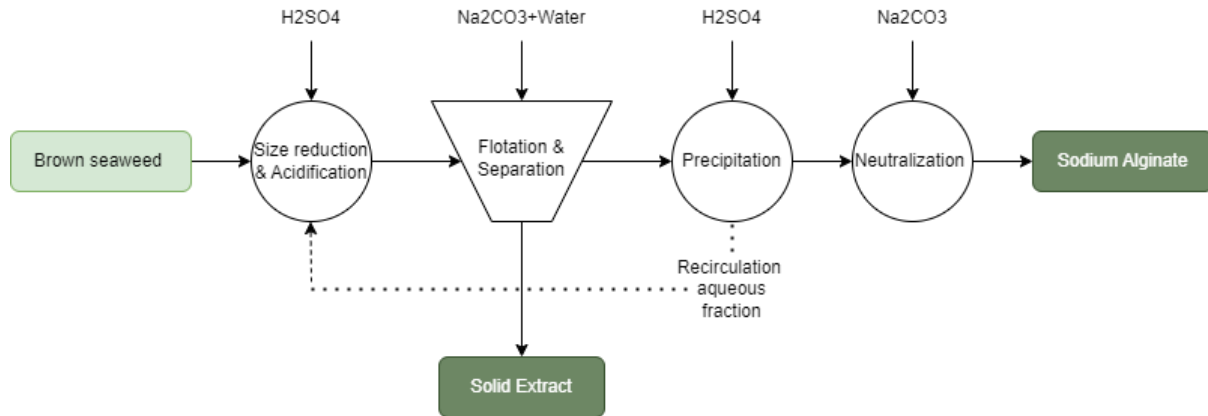 H2SO4
Na2CO3+Water
H2SO4
Na2CO3
Brown seaweed
Size reduction
& Acidification
Flotation &
Separation
Precipitation
Neutralization
Sodium Alginate
Recirculation
aqueous
fraction
Solid Extract